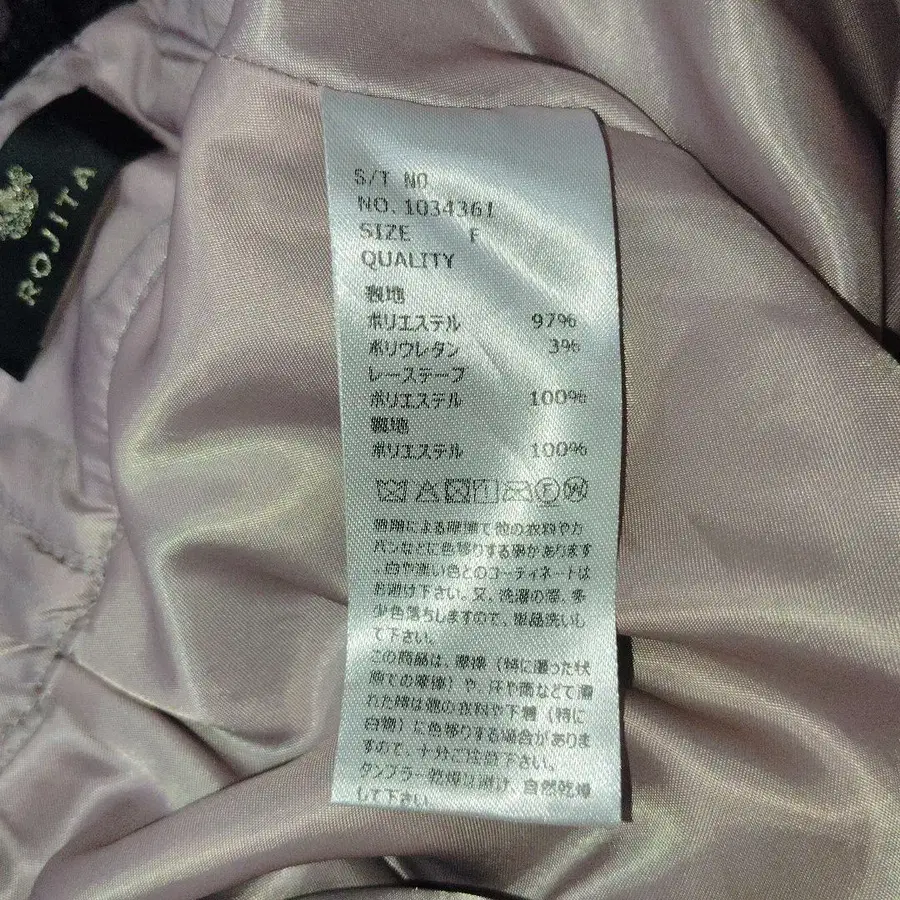 ROJITA
S/T NO
NO.1034361
SIZE F
QUALITY
表地
ポリエステル 97%
ポリウレタン 3%
レーステープ
ポリエステル 100%
裏地
ポリエステル 100%
F W
着用による摩擦で他の衣料やカ
バンなどに色移りする事があります
。白や淡い色とのコーディネートは
お避け下さい。又、洗濯の際、多
少色落ちしますので、単品洗いし
て下さい。
この商品は、摩擦(特に湿った状
態での摩擦)や、汗や雨などで濡
れた時は他の衣料や下着(特に
白物)に色移りする場合がありま
すので、十分ご注意下さい。
タンブラー乾燥は避け、自然乾燥
して下さい